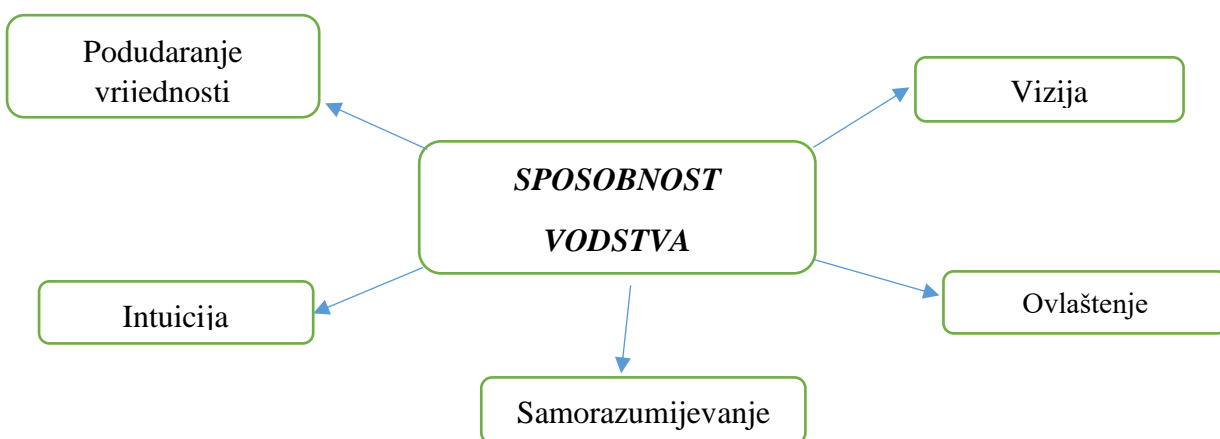 Podudaranje
vrijednosti
Vizija
SPOSOBNOST
VODSTVA
Intuicija
Ovlaštenje
Samorazumijevanje